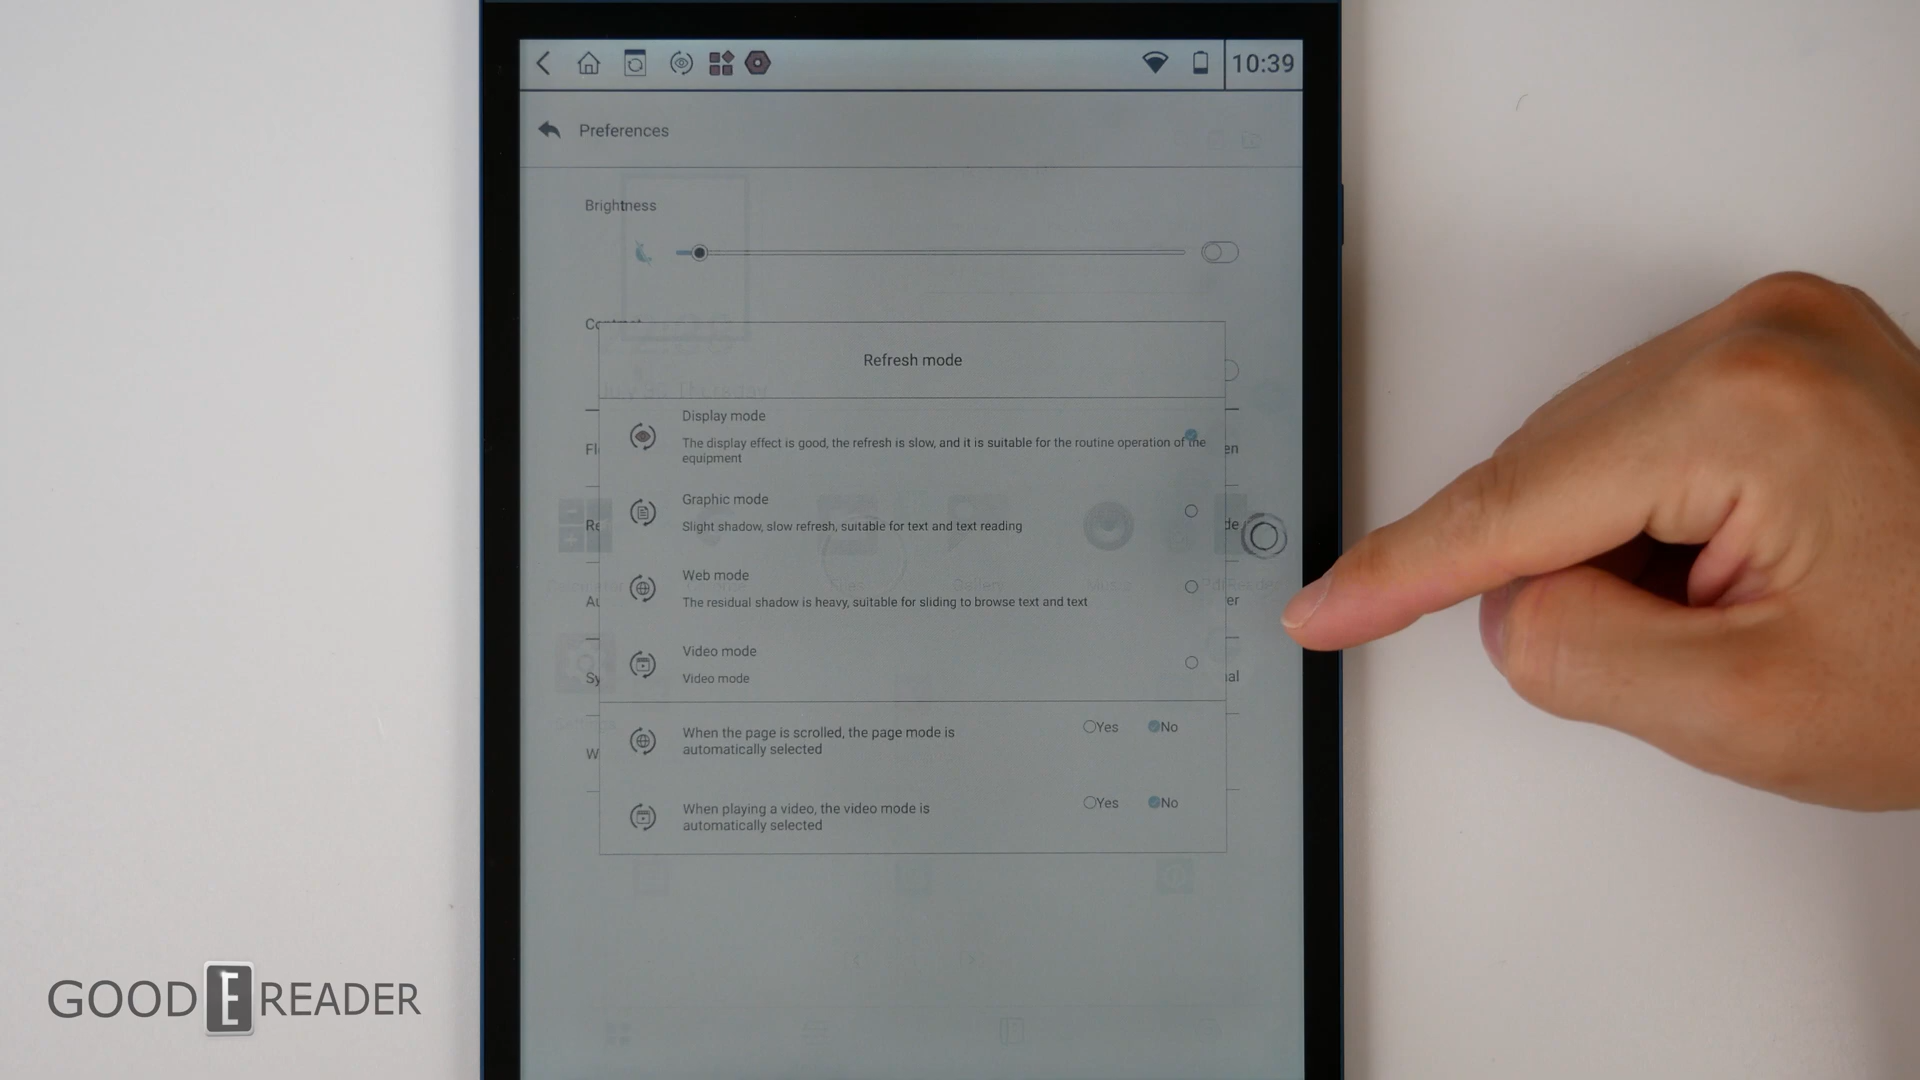 10:39
Preferences
Brightness
Refresh mode
Display mode
The display effect is good, the refresh is slow, and it is suitable for the routine operation of the
equipment
Graphic mode
Slight shadow, slow refresh, suitable for text and text reading
Web mode
The residual shadow is heavy, suitable for sliding to browse text and text
Video mode
Video mode
When the page is scrolled, the page mode is
automatically selected
Yes No
When playing a video, the video mode is
automatically selected
Yes No
Files
Gallery
GOOD E READER